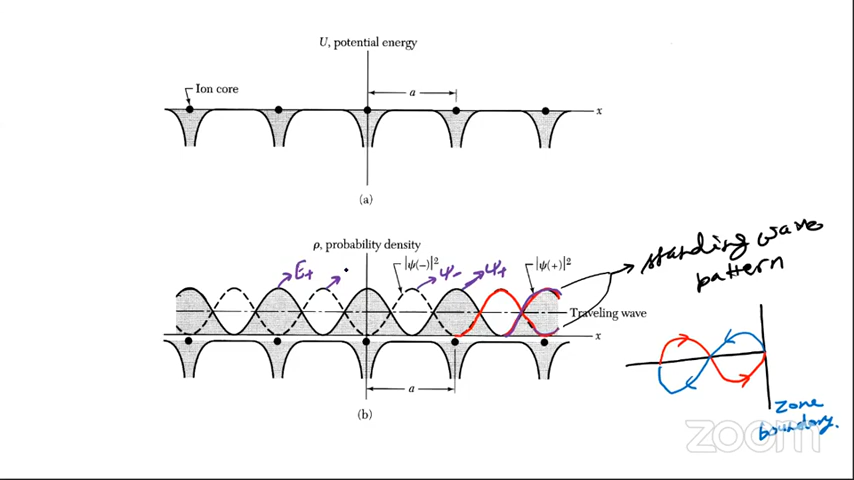 U, potential energy
Ion core
a
x
(a)
standing wave
pattern
ρ, probability density
E+
|ψ(−)|²
ψ−
ψ+
|ψ(+)|²
Traveling wave
x
a
(b)
zone
boundary.
zoom